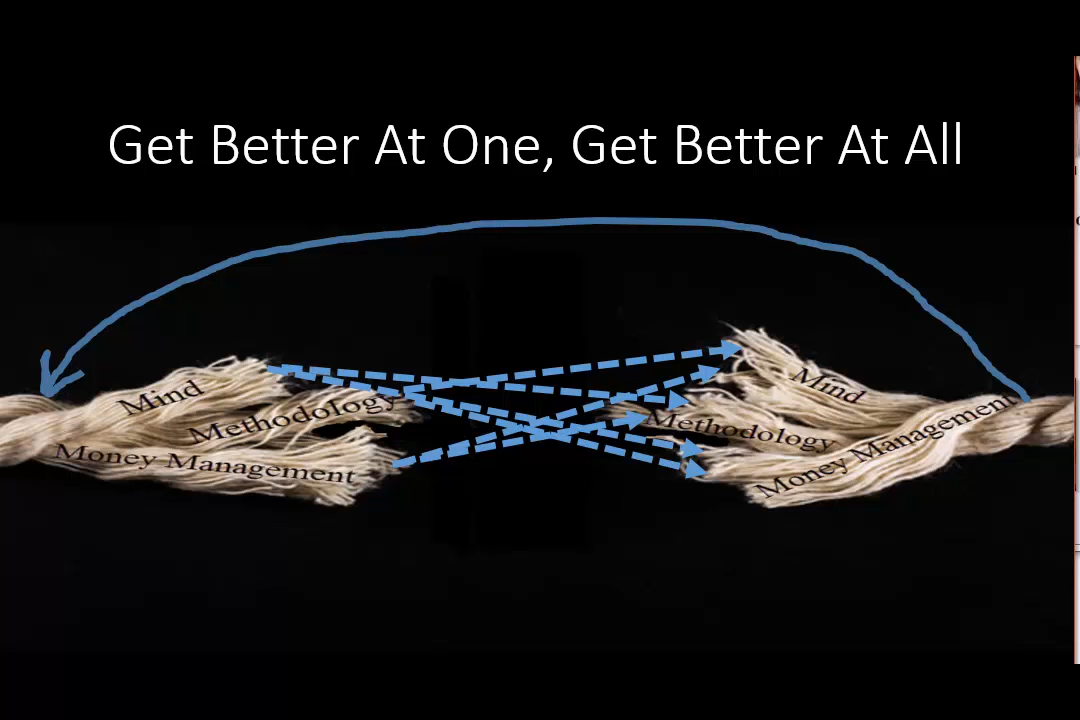 Get Better At One, Get Better At All
Mind
Methodology
Money Management
Mind
Methodology
Money Management